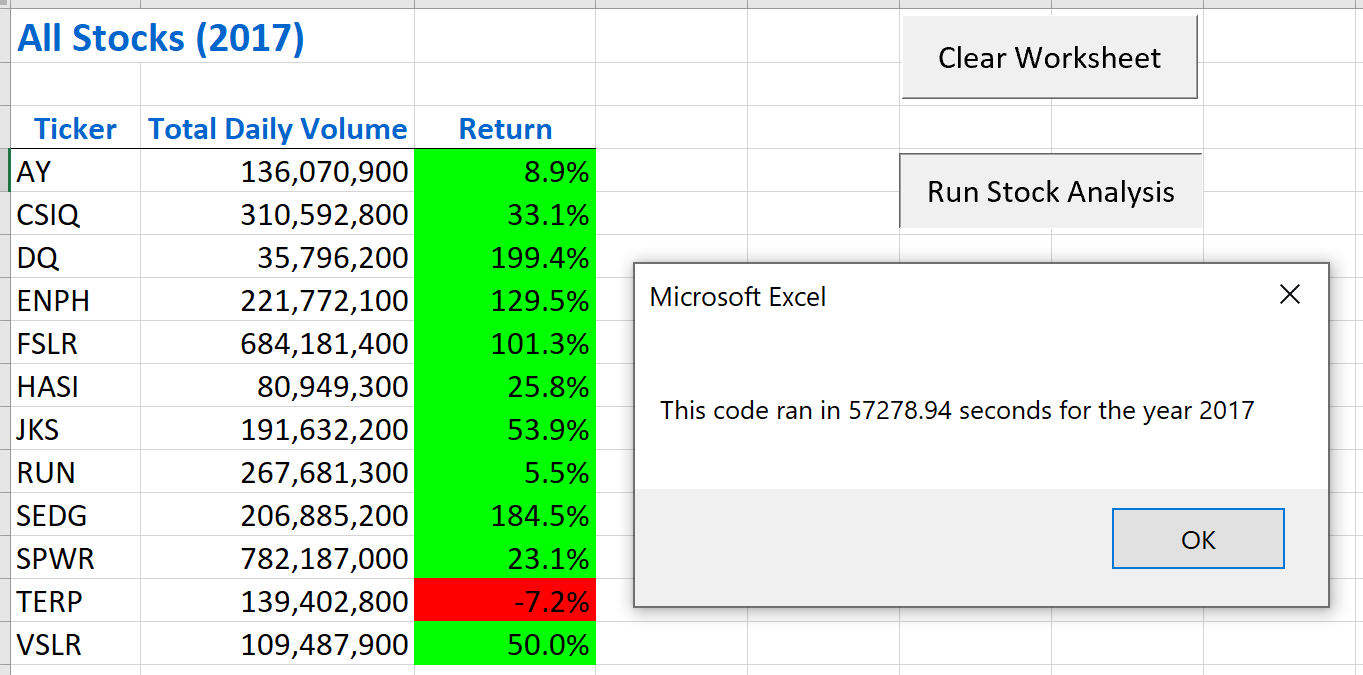 All Stocks (2017)
Clear Worksheet
Ticker Total Daily Volume Return
AY 136,070,900 8.9%
Run Stock Analysis
CSIQ 310,592,800 33.1%
DQ 35,796,200 199.4%
ENPH 221,772,100 129.5%
FSLR 684,181,400 101.3%
HASI 80,949,300 25.8%
JKS 191,632,200 53.9%
RUN 267,681,300 5.5%
SEDG 206,885,200 184.5%
SPWR 782,187,000 23.1%
TERP 139,402,800 -7.2%
VSLR 109,487,900 50.0%
Microsoft Excel
This code ran in 57278.94 seconds for the year 2017
OK